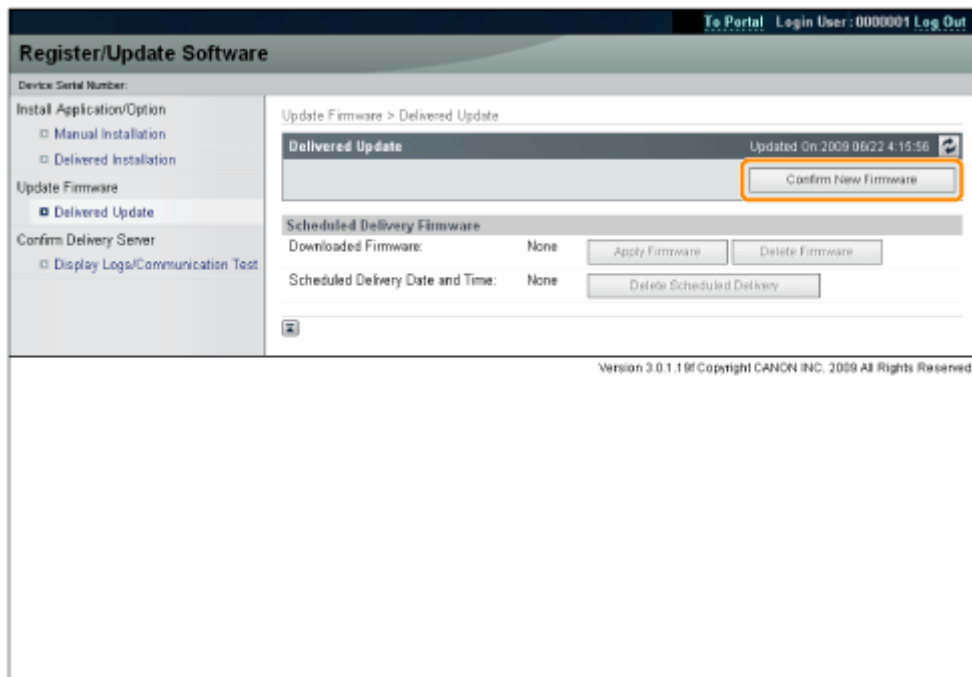 To Portal Login User : 0000001 Log Out
Register/Update Software
Device Serial Number:
Install Application/Option
Manual Installation
Delivered Installation
Update Firmware
Delivered Update
Confirm Delivery Server
Display Logs/Communication Test
Update Firmware > Delivered Update
Delivered Update Updated On:2009 06/22 4:15:56
Confirm New Firmware
Scheduled Delivery Firmware
Downloaded Firmware: None Apply Firmware Delete Firmware
Scheduled Delivery Date and Time: None Delete Scheduled Delivery
Version 3.0.1.19f Copyright CANON INC. 2009 All Rights Reserved